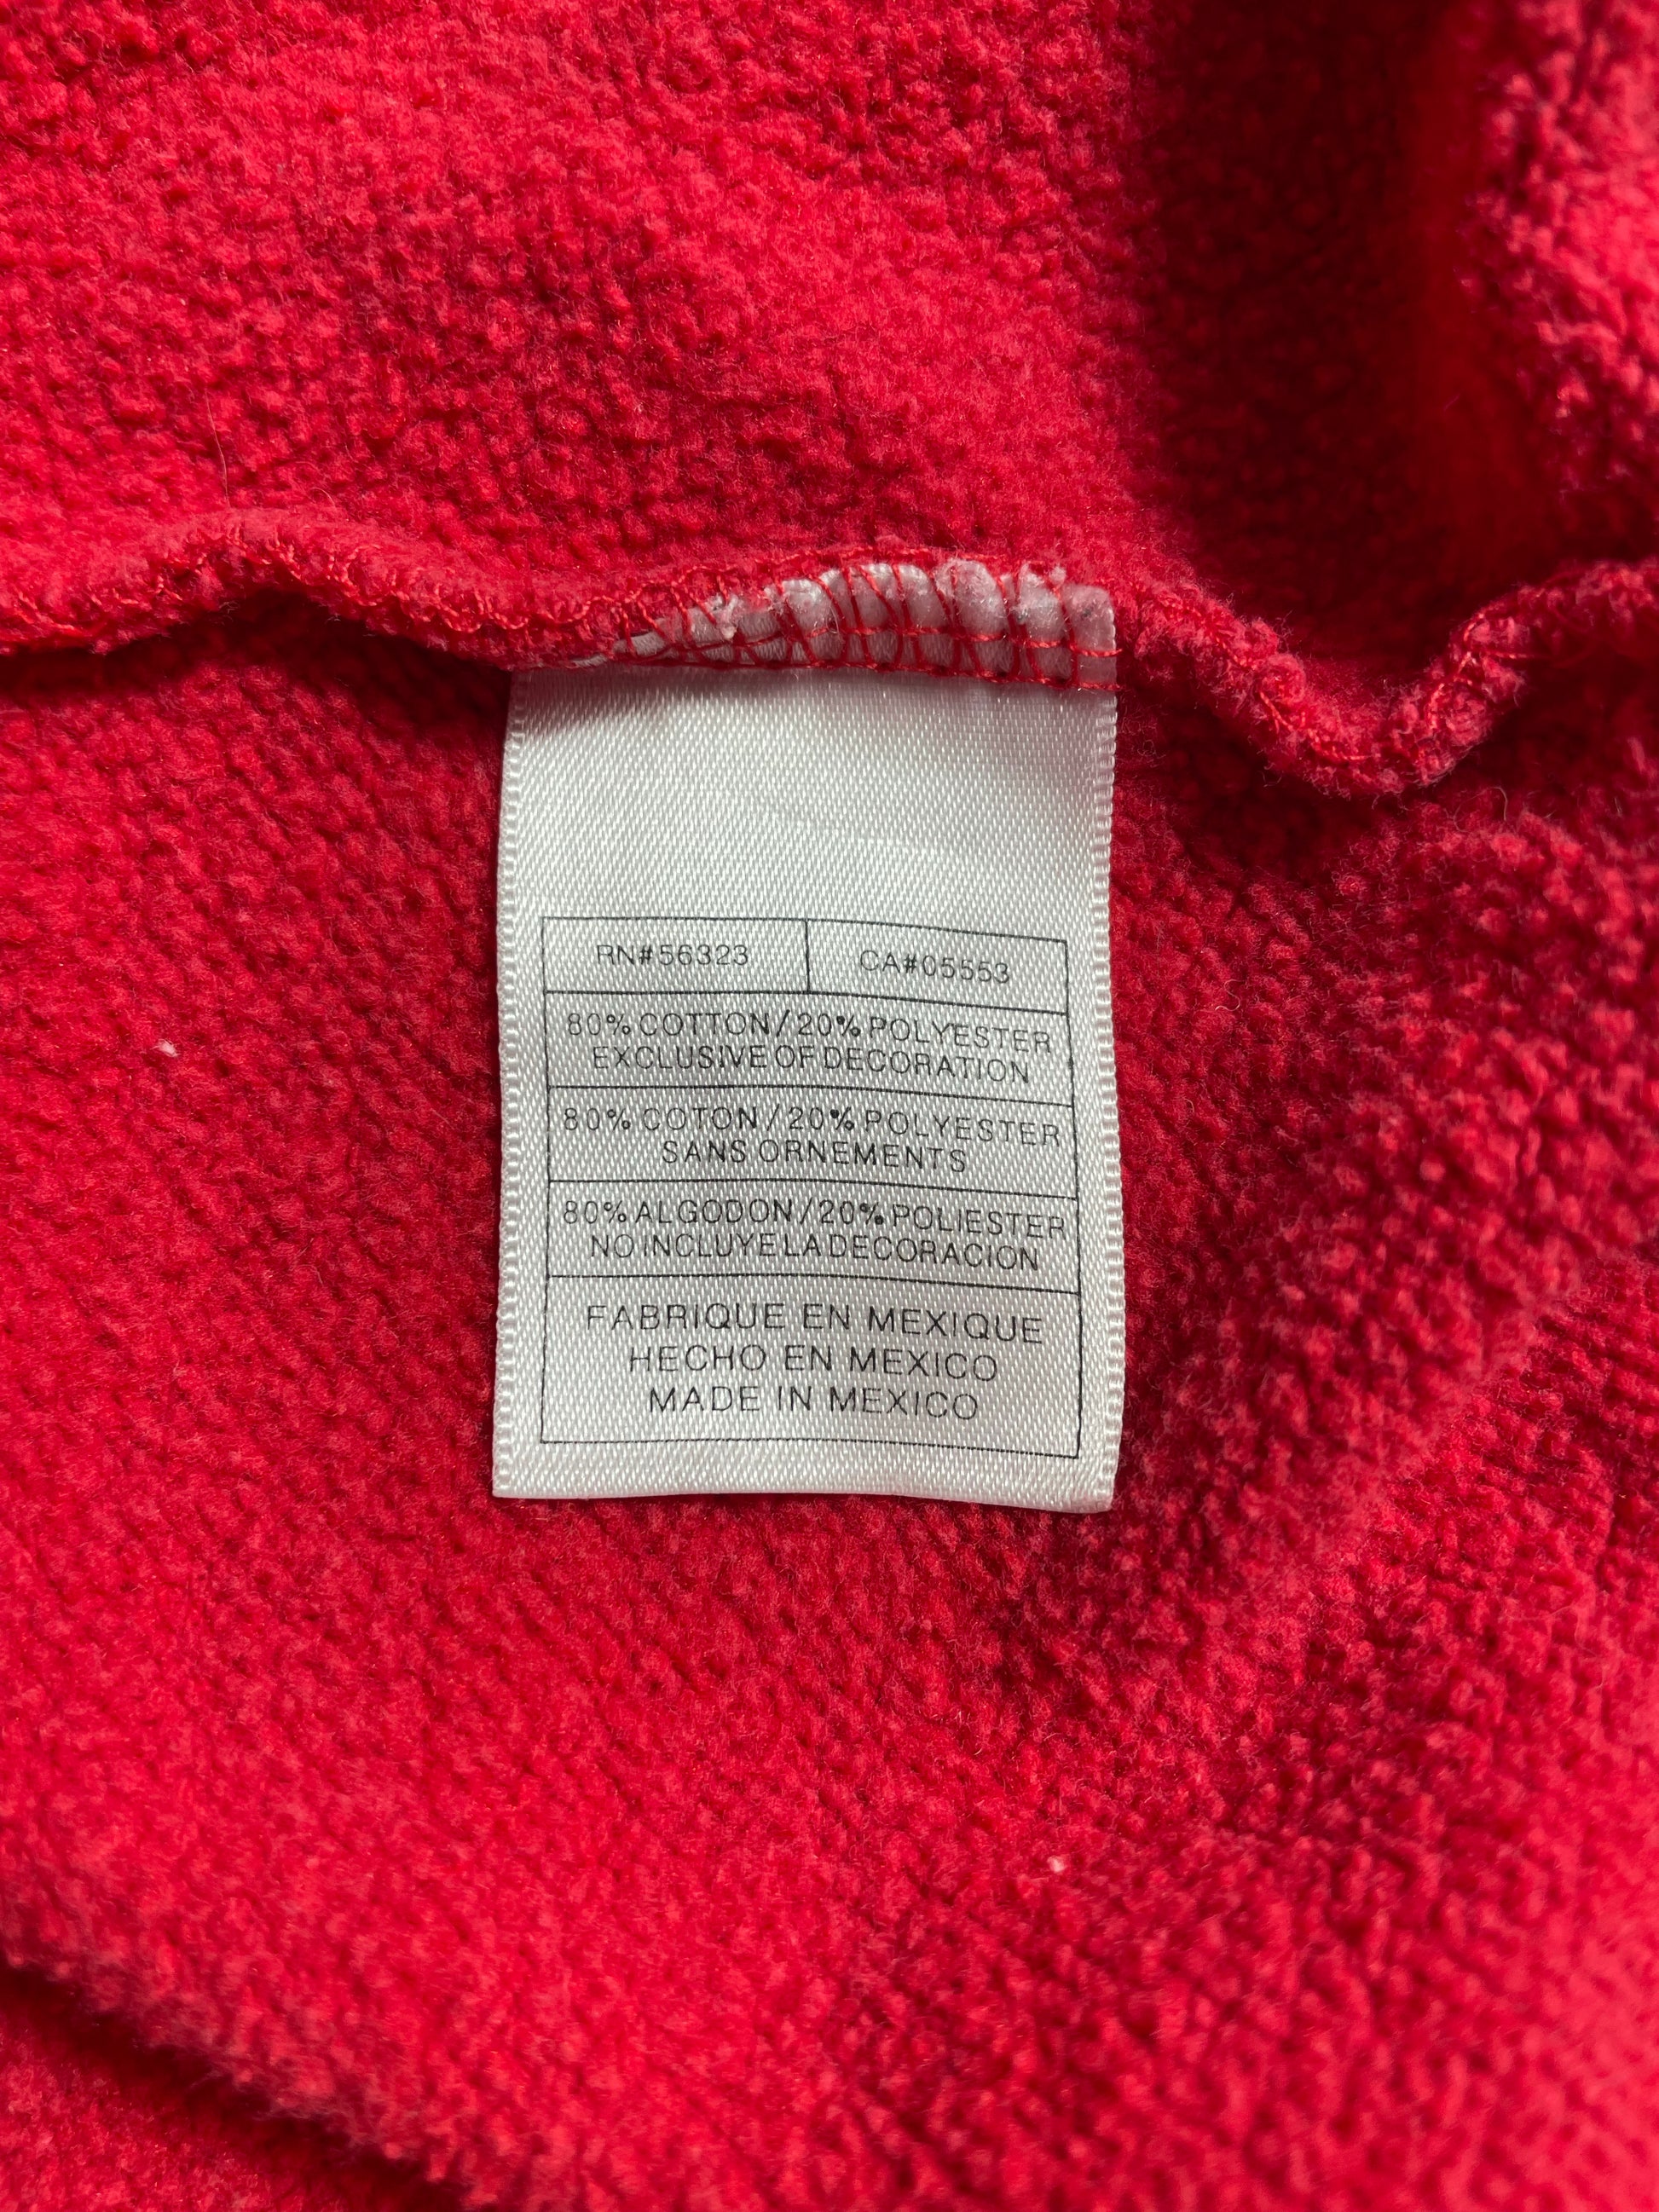 RN#56323 CA#05553
80% COTTON/20% POLYESTER
EXCLUSIVE OF DECORATION
80% COTON/20% POLYESTER
SANS ORNEMENTS
80% ALGODON/20% POLIESTER
NO INCLUYE LA DECORACION
FABRIQUE EN MEXIQUE
HECHO EN MEXICO
MADE IN MEXICO